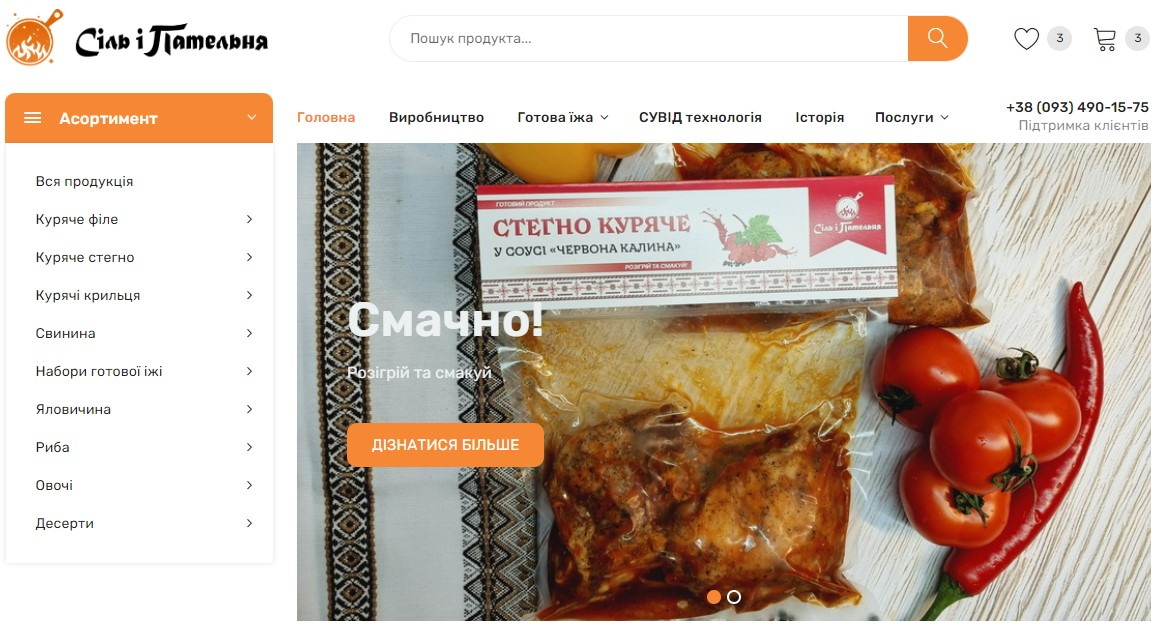 Сіль і Пательня
Пошук продукта...
3
3
Асортимент
Головна
Виробництво
Готова їжа
СУВІД технологія
Історія
Послуги
+38 (093) 490-15-75
Підтримка клієнтів
Вся продукція
Куряче філе
Куряче стегно
Курячі крильця
Свинина
Набори готової їжі
Яловичина
Риба
Овочі
Десерти
ГОТОВИЙ ПРОДУКТ
СТЕГНО КУРЯЧЕ
У СОУСІ «ЧЕРВОНА КАЛИНА»
РОЗІГРІЙ ТА СМАКУЙ!
Сіль і Пательня
Смачно!
Розігрій та смакуй
ДІЗНАТИСЯ БІЛЬШЕ